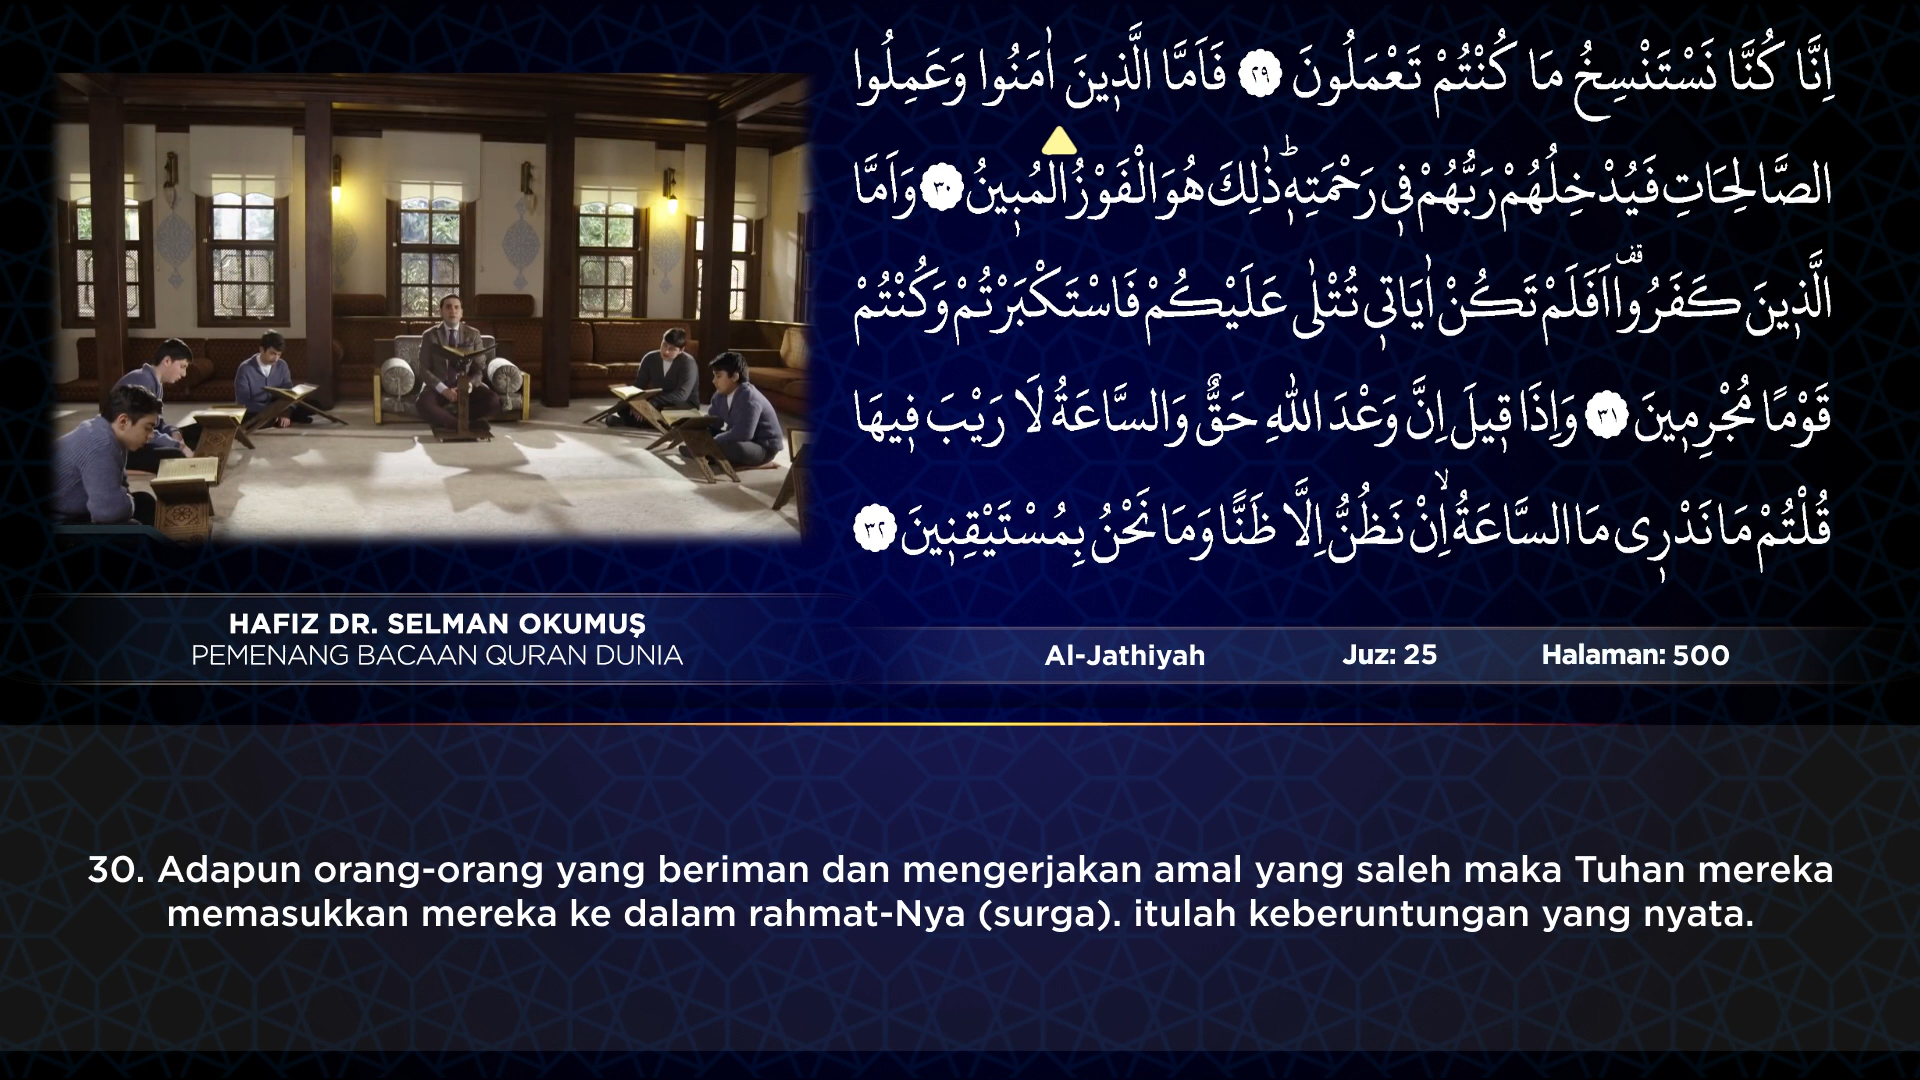 اِنَّا كُنَّا نَسْتَنْسِخُ مَا كُنْتُمْ تَعْمَلُونَ ﴿٢٩﴾ فَاَمَّا الَّذ۪ينَ اٰمَنُوا وَعَمِلُوا
الصَّالِحَاتِ فَيُدْخِلُهُمْ رَبُّهُمْ ف۪ي رَحْمَتِه۪ۜ ذٰلِكَ هُوَ الْفَوْزُ الْمُب۪ينُ ﴿٣٠﴾ وَاَمَّا
الَّذ۪ينَ كَفَرُوا۠ اَفَلَمْ تَكُنْ اٰيَات۪ي تُتْلٰى عَلَيْكُمْ فَاسْتَكْبَرْتُمْ وَكُنْتُمْ
قَوْمًا مُجْرِم۪ينَ ﴿٣١﴾ وَاِذَا ق۪يلَ اِنَّ وَعْدَ اللّٰهِ حَقٌّ وَالسَّاعَةُ لَا رَيْبَ ف۪يهَا
قُلْتُمْ مَا نَدْر۪ى مَا السَّاعَةُۙ اِنْ نَظُنُّ اِلَّا ظَنًّا وَمَا نَحْنُ بِمُسْتَيْقِن۪ينَ ﴿٣٢﴾
HAFIZ DR. SELMAN OKUMUŞ
PEMENANG BACAAN QURAN DUNIA
Al-Jathiyah Juz: 25 Halaman: 500
30. Adapun orang-orang yang beriman dan mengerjakan amal yang saleh maka Tuhan mereka
memasukkan mereka ke dalam rahmat-Nya (surga). itulah keberuntungan yang nyata.